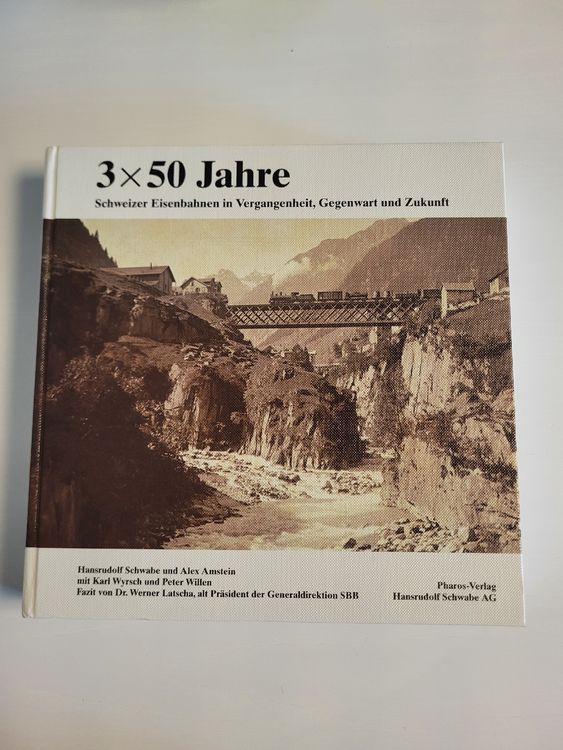 3×50 Jahre
Schweizer Eisenbahnen in Vergangenheit, Gegenwart und Zukunft
Hansrudolf Schwabe und Alex Amstein
mit Karl Wyrsch und Peter Willen
Fazit von Dr. Werner Latscha, alt Präsident der Generaldirektion SBB
Pharos-Verlag
Hansrudolf Schwabe AG